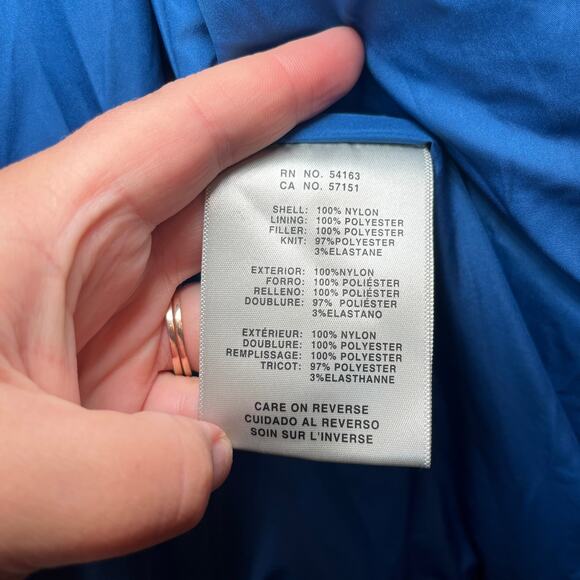 RN NO. 54163
CA NO. 57151
SHELL: 100% NYLON
LINING: 100% POLYESTER
FILLER: 100% POLYESTER
KNIT: 97%POLYESTER
3%ELASTANE
EXTERIOR: 100%NYLON
FORRO: 100% POLIÉSTER
RELLENO: 100% POLIÉSTER
DOUBLURE: 97% POLIÉSTER
3%ELASTANO
EXTÉRIEUR: 100% NYLON
DOUBLURE: 100% POLYESTER
REMPLISSAGE: 100% POLYESTER
TRICOT: 97% POLYESTER
3%ELASTHANNE
CARE ON REVERSE
CUIDADO AL REVERSO
SOIN SUR L'INVERSE